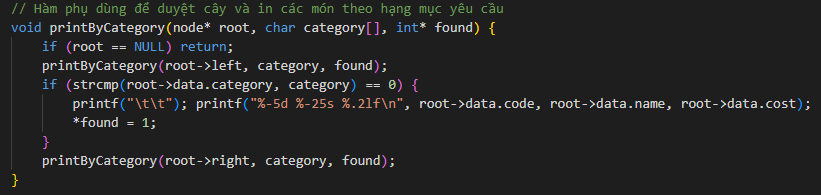 // Hàm phụ dùng để duyệt cây và in các món theo hạng mục yêu cầu
void printByCategory(node* root, char category[], int* found) {
    if (root == NULL) return;
    printByCategory(root->left, category, found);
    if (strcmp(root->data.category, category) == 0) {
        printf("\t\t"); printf("%-5d %-25s %.2lf\n", root->data.code, root->data.name, root->data.cost);
        *found = 1;
    }
    printByCategory(root->right, category, found);
}